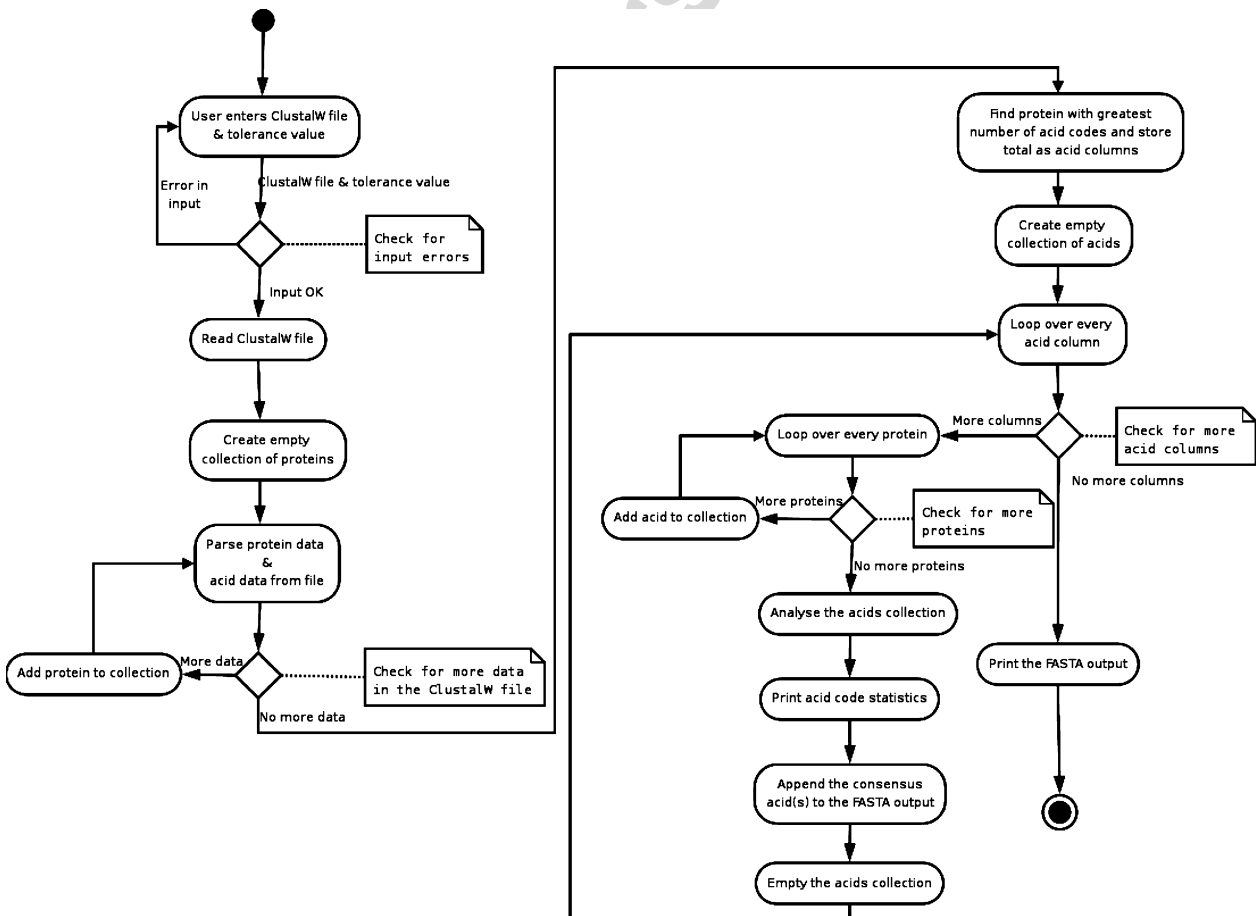 User enters ClustalW file
& tolerance value
ClustalW file & tolerance value
Error in
input
Check for
input errors
Input OK
Read ClustalW file
Create empty
collection of proteins
Parse protein data
&
acid data from file
Add protein to collection
More data
Check for more data
in the ClustalW file
No more data
Find protein with greatest
number of acid codes and store
total as acid columns
Create empty
collection of acids
Loop over every
acid column
More columns
Check for more
acid columns
No more columns
Loop over every protein
More proteins
Add acid to collection
Check for more
proteins
No more proteins
Analyse the acids collection
Print acid code statistics
Append the consensus
acid(s) to the FASTA output
Empty the acids collection
Print the FASTA output